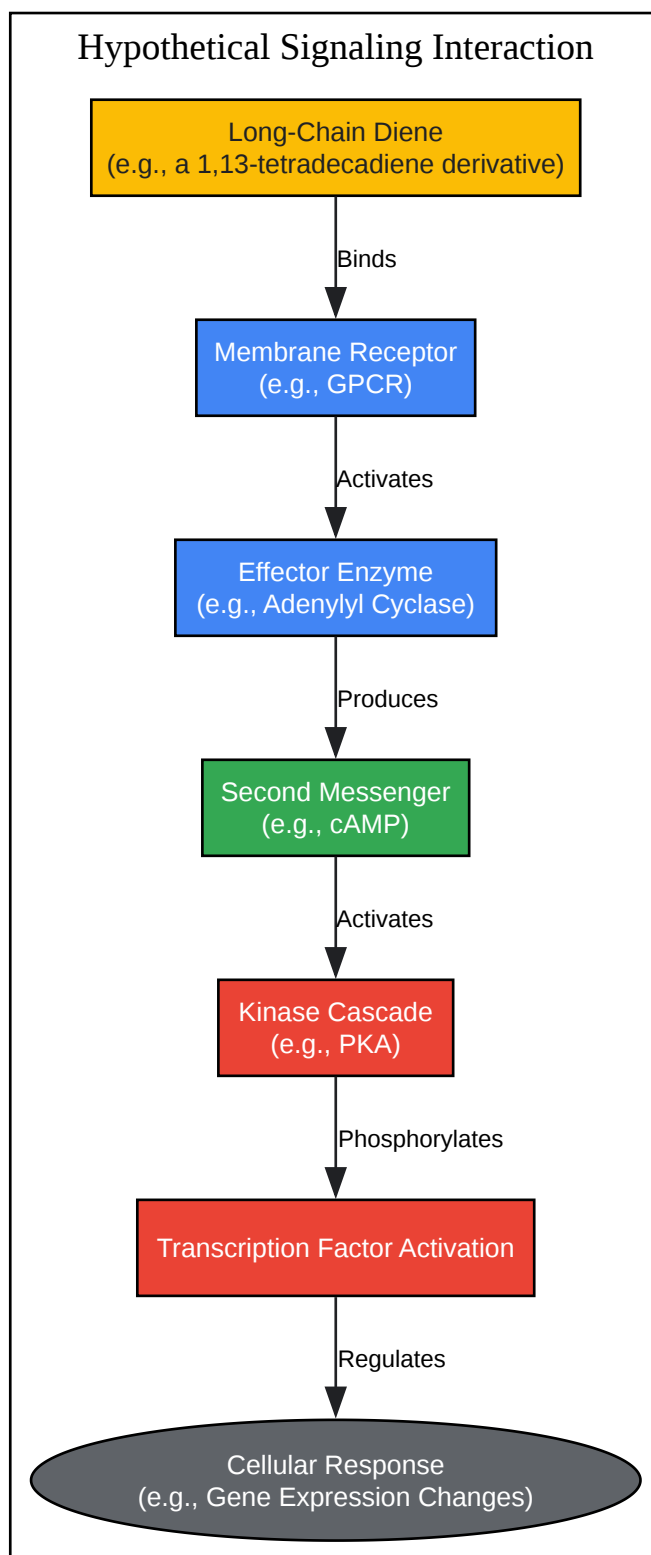 Hypothetical Signaling Interaction
Long-Chain Diene
(e.g., a 1,13-tetradecadiene derivative)
Binds
Membrane Receptor
(e.g., GPCR)
Activates
Effector Enzyme
(e.g., Adenylyl Cyclase)
Produces
Second Messenger
(e.g., cAMP)
Activates
Kinase Cascade
(e.g., PKA)
Phosphorylates
Transcription Factor Activation
Regulates
Cellular Response
(e.g., Gene Expression Changes)